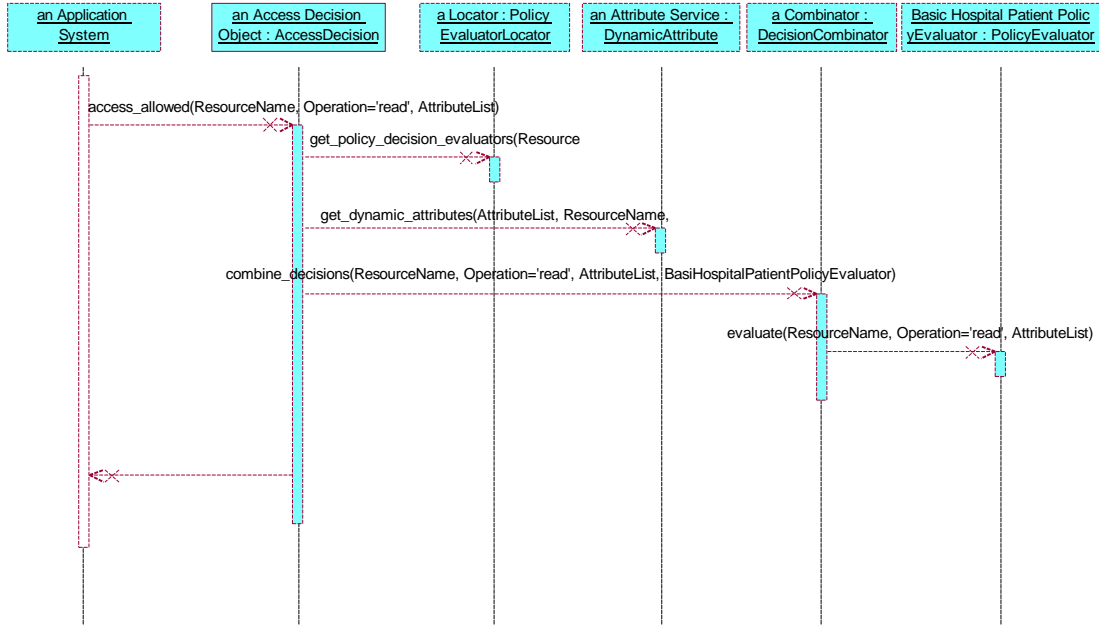 an Application
System
an Access Decision
Object : AccessDecision
a Locator : Policy
EvaluatorLocator
an Attribute Service :
DynamicAttribute
a Combinator :
DecisionCombinator
Basic Hospital Patient Polic
yEvaluator : PolicyEvaluator
access_allowed(ResourceName, Operation='read', AttributeList)
get_policy_decision_evaluators(Resource
get_dynamic_attributes(AttributeList, ResourceName,
combine_decisions(ResourceName, Operation='read', AttributeList, BasiHospitalPatientPolicyEvaluator)
evaluate(ResourceName, Operation='read', AttributeList)